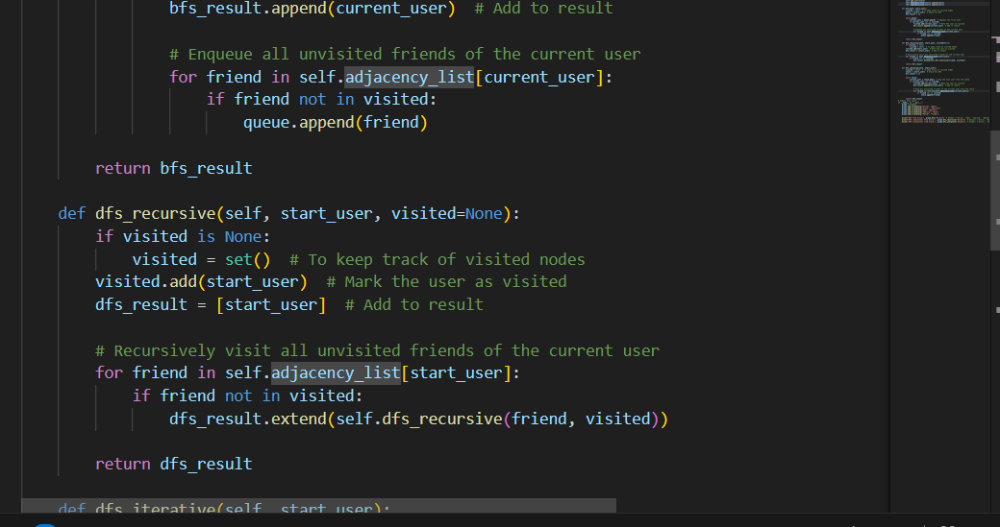 bfs_result.append(current_user)  # Add to result
# Enqueue all unvisited friends of the current user
for friend in self.adjacency_list[current_user]:
if friend not in visited:
queue.append(friend)
return bfs_result
def dfs_recursive(self, start_user, visited=None):
if visited is None:
visited = set()  # To keep track of visited nodes
visited.add(start_user)  # Mark the user as visited
dfs_result = [start_user]  # Add to result
# Recursively visit all unvisited friends of the current user
for friend in self.adjacency_list[start_user]:
if friend not in visited:
dfs_result.extend(self.dfs_recursive(friend, visited))
return dfs_result
def dfs_iterative(self, start_user):